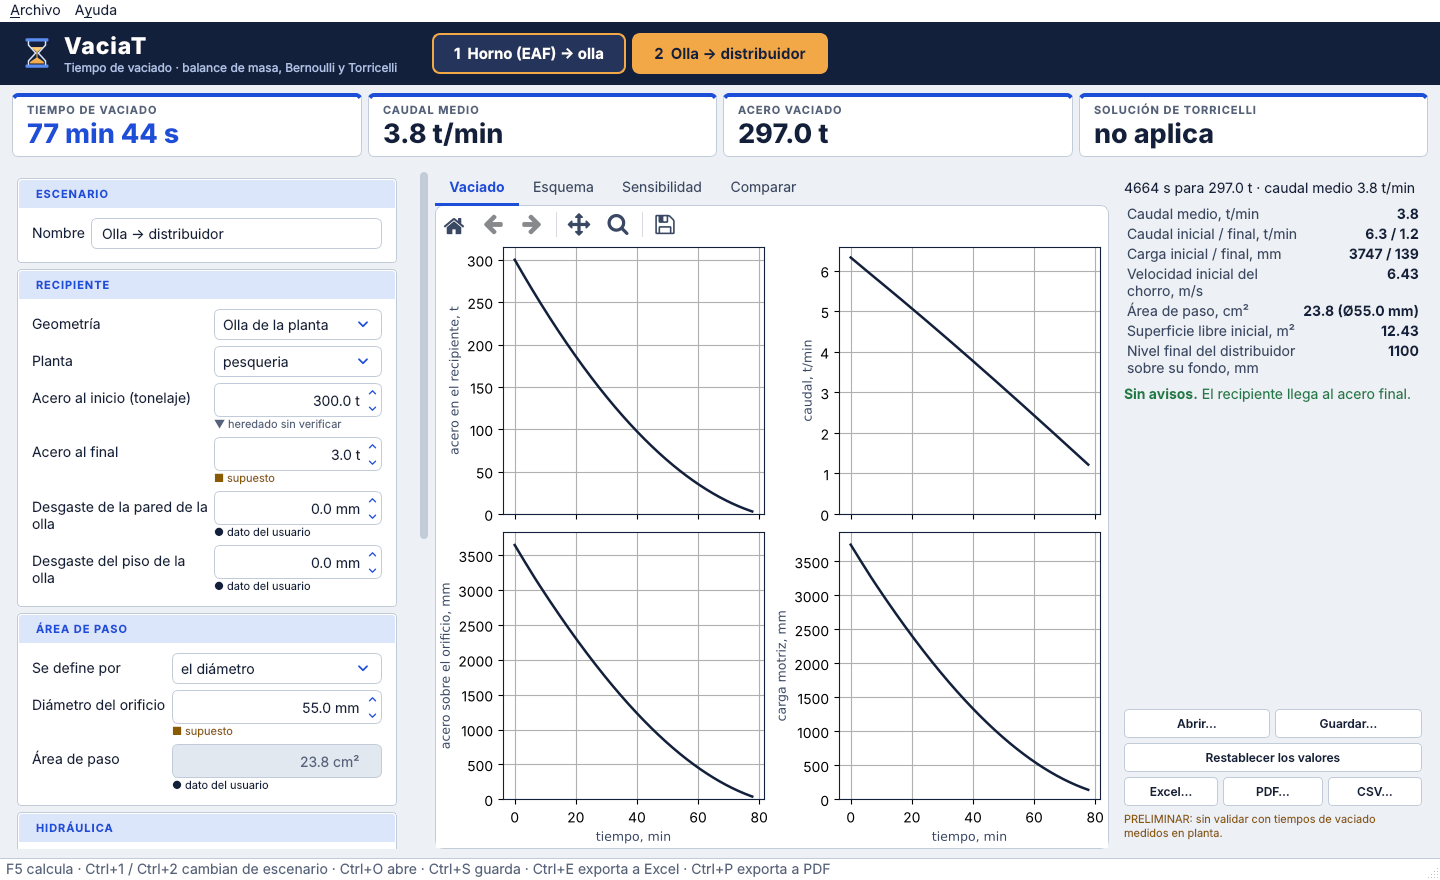 Archivo Ayuda
VaciaT
Tiempo de vaciado · balance de masa, Bernoulli y Torricelli
1 Horno (EAF) → olla
2 Olla → distribuidor
TIEMPO DE VACIADO
77 min 44 s
CAUDAL MEDIO
3.8 t/min
ACERO VACIADO
297.0 t
SOLUCIÓN DE TORRICELLI
no aplica
ESCENARIO
Nombre Olla → distribuidor
RECIPIENTE
Geometría Olla de la planta
Planta pesqueria
Acero al inicio (tonelaje) 300.0 t
▼ heredado sin verificar
Acero al final 3.0 t
■ supuesto
Desgaste de la pared de la olla 0.0 mm
● dato del usuario
Desgaste del piso de la olla 0.0 mm
● dato del usuario
ÁREA DE PASO
Se define por el diámetro
Diámetro del orificio 55.0 mm
■ supuesto
Área de paso 23.8 cm²
● dato del usuario
HIDRÁULICA
Vaciado Esquema Sensibilidad Comparar
acero en el recipiente, t
300
250
200
150
100
50
0
0 20 40 60 80
caudal, t/min
6
5
4
3
2
1
0
0 20 40 60 80
acero sobre el orificio, mm
3500
3000
2500
2000
1500
1000
500
0
0 20 40 60 80
tiempo, min
carga motriz, mm
3500
3000
2500
2000
1500
1000
500
0
0 20 40 60 80
tiempo, min
4664 s para 297.0 t · caudal medio 3.8 t/min
Caudal medio, t/min 3.8
Caudal inicial / final, t/min 6.3 / 1.2
Carga inicial / final, mm 3747 / 139
Velocidad inicial del chorro, m/s 6.43
Área de paso, cm² 23.8 (Ø55.0 mm)
Superficie libre inicial, m² 12.43
Nivel final del distribuidor sobre su fondo, mm 1100
Sin avisos. El recipiente llega al acero final.
Abrir... Guardar...
Restablecer los valores
Excel... PDF... CSV...
PRELIMINAR: sin validar con tiempos de vaciado
medidos en planta.
F5 calcula · Ctrl+1 / Ctrl+2 cambian de escenario · Ctrl+O abre · Ctrl+S guarda · Ctrl+E exporta a Excel · Ctrl+P exporta a PDF